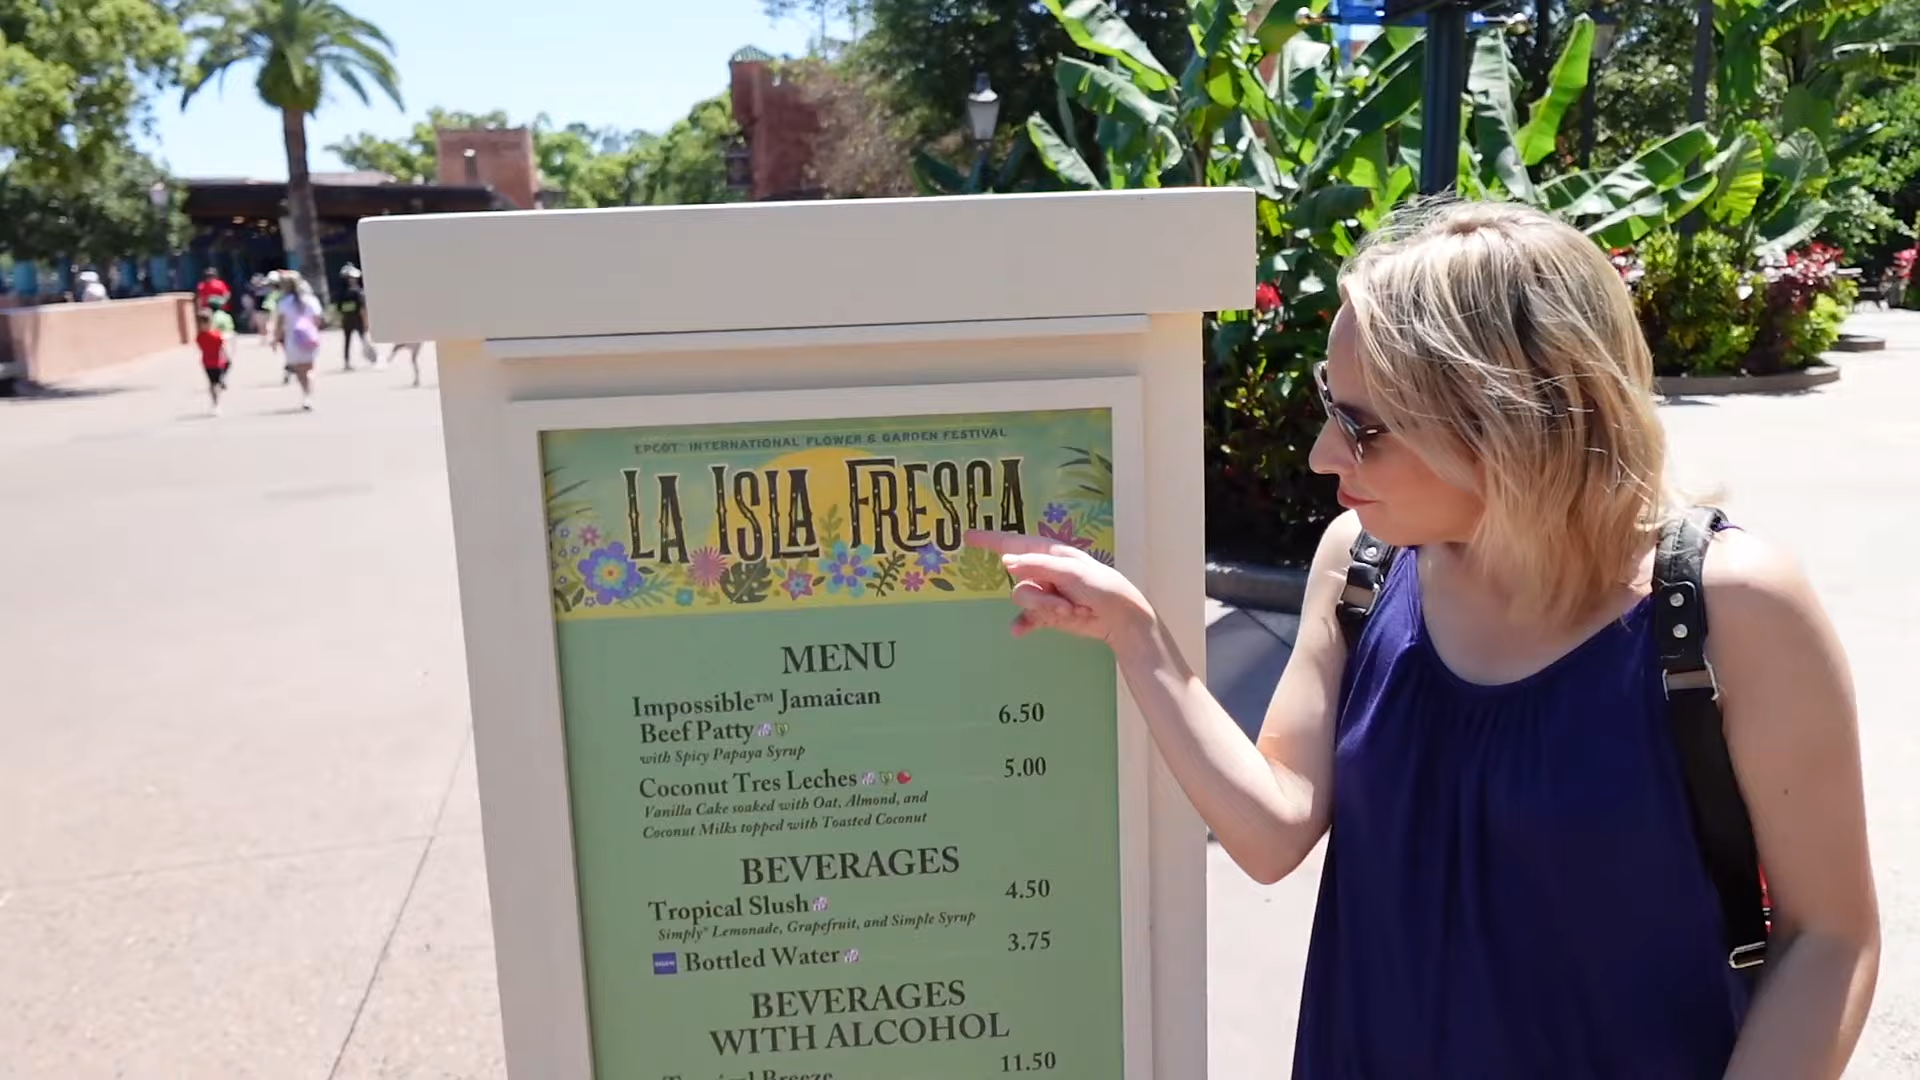 EPCOT INTERNATIONAL FLOWER & GARDEN FESTIVAL
LA ISLA FRESCA
MENU
Impossible™ Jamaican
Beef Patty 6.50
with Spicy Papaya Syrup
Coconut Tres Leches 5.00
Vanilla Cake soaked with Oat, Almond, and
Coconut Milks topped with Toasted Coconut
BEVERAGES
Tropical Slush 4.50
Simply® Lemonade, Grapefruit, and Simple Syrup
Bottled Water 3.75
BEVERAGES
WITH ALCOHOL
Tropical Breeze 11.50